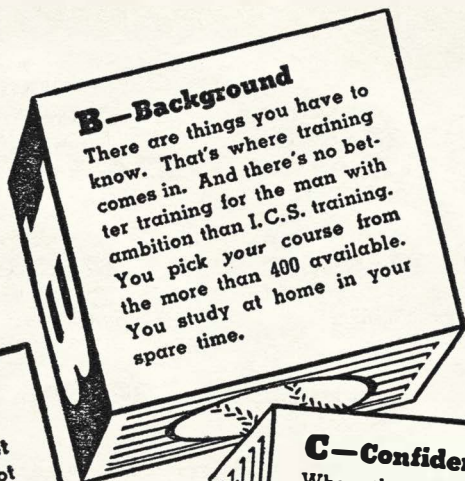 B—Background
There are things you have to
know. That's where training
comes in. And there's no bet-
ter training for the man with
ambition than I.C.S. training.
You pick your course from
the more than 400 available.
You study at home in your
spare time.
C—